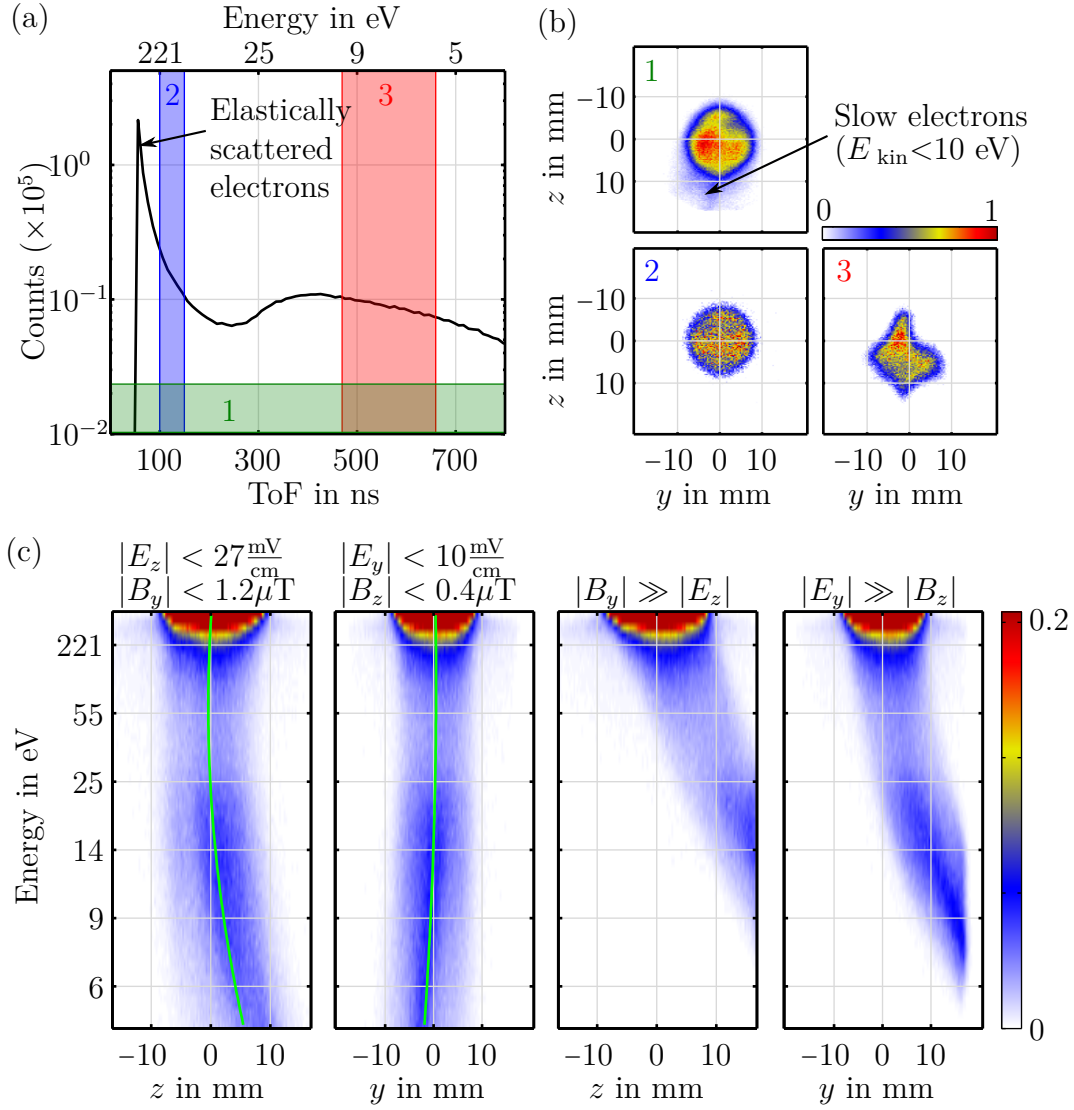 (a)
Energy in eV
221 25 9 5
2
3
Elastically
scattered
electrons
1
Counts (×10⁵)
10⁰
10⁻¹
10⁻²
100 300 500 700
ToF in ns
(b)
1
−10
0
10
z in mm
Slow electrons
(E kin<10 eV)
0 1
2
3
−10
0
10
z in mm
−10 0 10
y in mm
−10 0 10
y in mm
(c)
|E_z| < 27 mV/cm
|B_y| < 1.2μT
|E_y| < 10 mV/cm
|B_z| < 0.4μT
|B_y| ≫ |E_z|
|E_y| ≫ |B_z|
Energy in eV
221
55
25
14
9
6
−10 0 10
z in mm
−10 0 10
y in mm
−10 0 10
z in mm
−10 0 10
y in mm
0.2
0